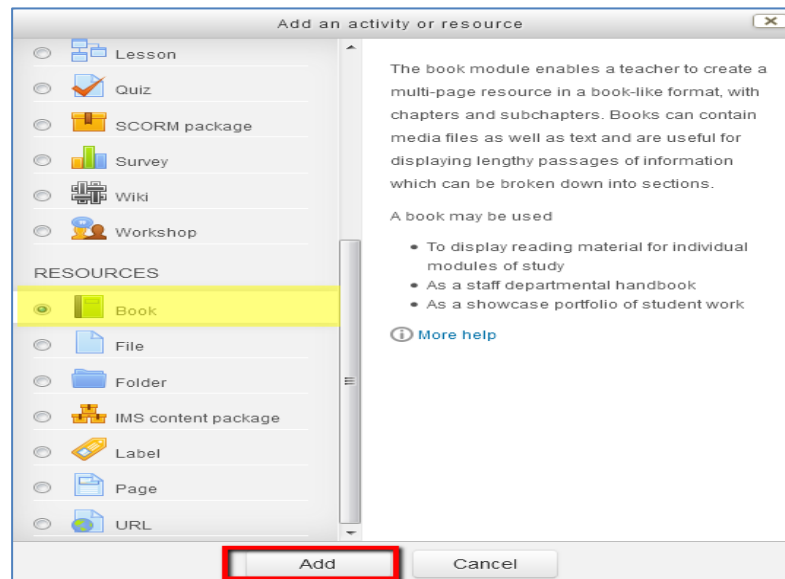 Add an activity or resource
Lesson
Quiz
SCORM package
Survey
Wiki
Workshop
RESOURCES
Book
File
Folder
IMS content package
Label
Page
URL
The book module enables a teacher to create a
multi-page resource in a book-like format, with
chapters and subchapters. Books can contain
media files as well as text and are useful for
displaying lengthy passages of information
which can be broken down into sections.
A book may be used
• To display reading material for individual
modules of study
• As a staff departmental handbook
• As a showcase portfolio of student work
More help
Add
Cancel